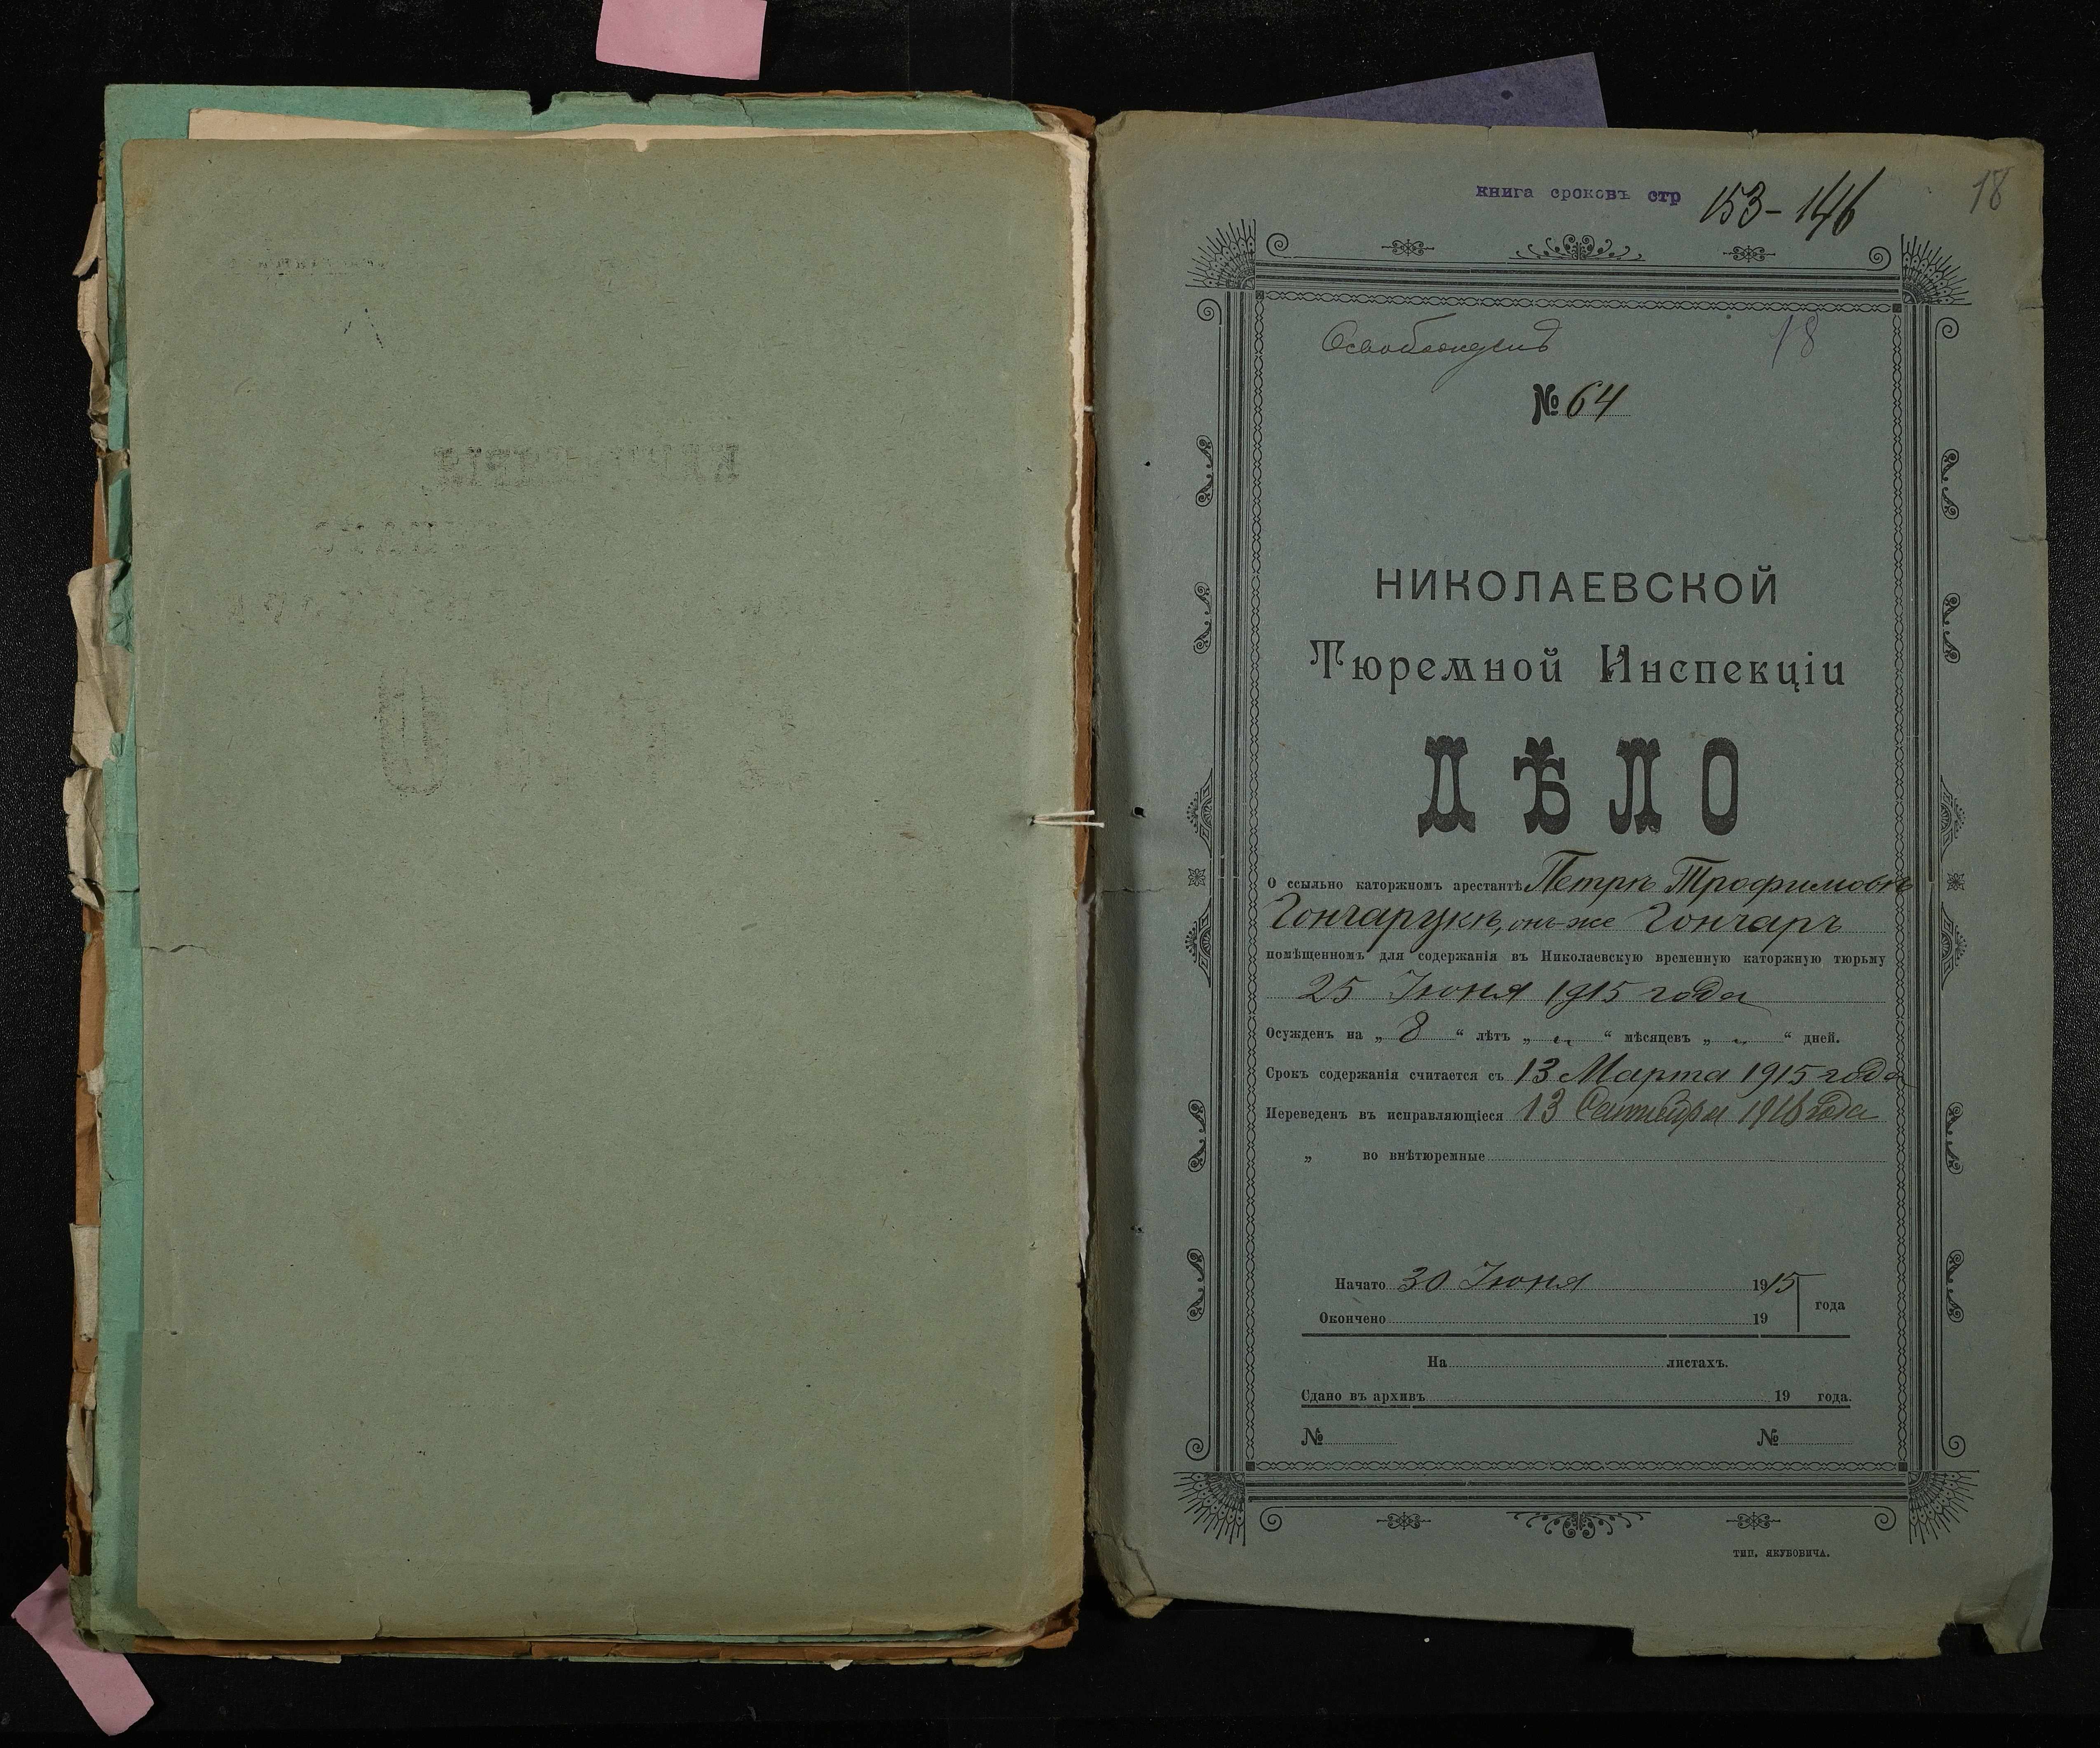 книга сроковъ стр 153-146
18
Освобожденъ
18
№ 64
НИКОЛАЕВСКОЙ
Тюремной Инспекціи
ДѢЛО
О ссыльно каторжномъ арестантѣ Петрѣ Трофимовѣ
Гончарукѣ, онъ-же Гончаръ
помѣщенномъ для содержанія въ Николаевскую временную каторжную тюрьму
25 Іюня 1915 года
Осужденъ на „ 8 “ лѣтъ „ „ “ мѣсяцевъ „ „ “ дней.
Срокъ содержанія считается съ 13 Марта 1915 года
Переведенъ въ исправляющіеся 13 Сентября 1916 года
„ во внѣтюремные
Начато 30 Іюня 1915
года
Окончено 19
На листахъ.
Сдано въ архивъ 19 года.
№ №
ТИП. ЯКУБОВИЧА.